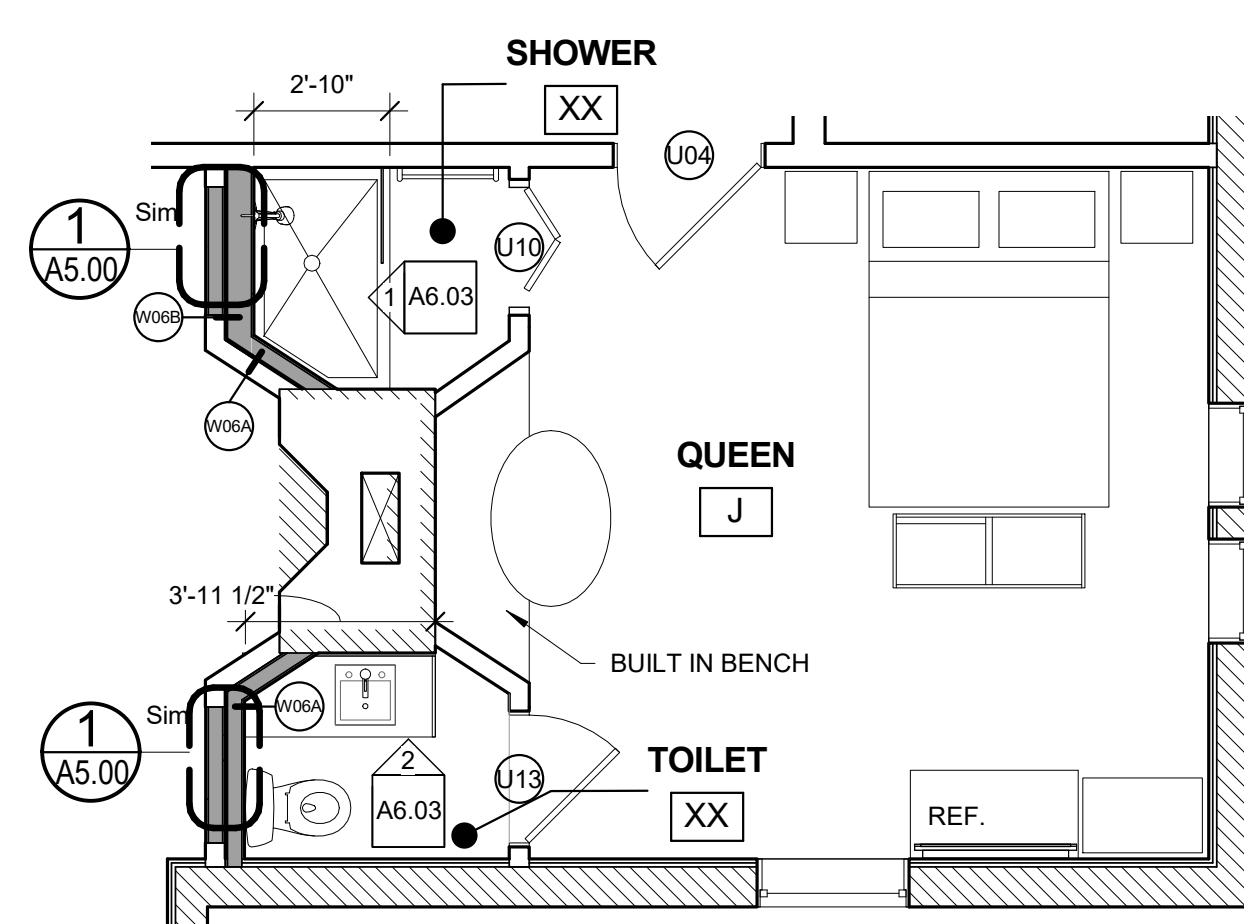 SHOWER
XX
2'-10"
U04
Sim
1
A5.00
U10
1
A6.03
W06B
W06A
QUEEN
J
3'-11 1/2"
BUILT IN BENCH
Sim
1
A5.00
W06A
2
A6.03
U13
TOILET
XX
REF.